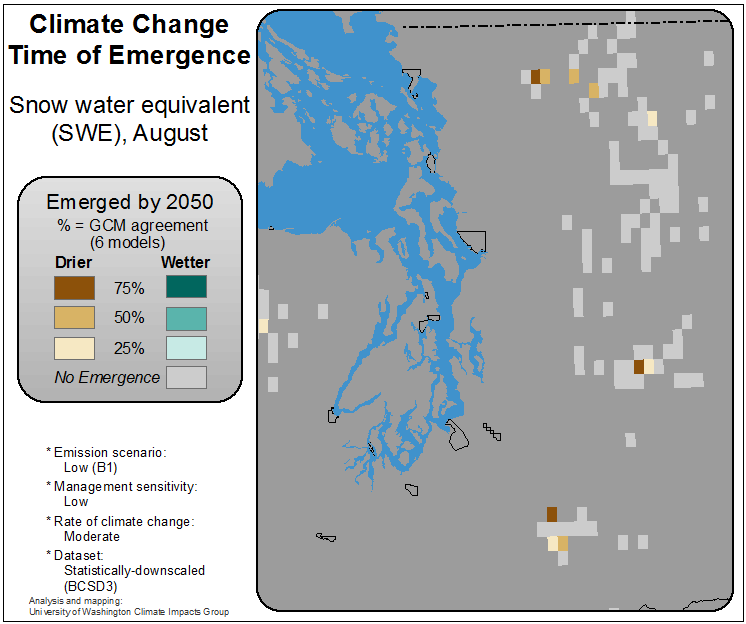 Climate Change
Time of Emergence
Snow water equivalent
(SWE), August
Emerged by 2050
% = GCM agreement
(6 models)
Drier Wetter
75%
50%
25%
No Emergence
* Emission scenario:
Low (B1)
* Management sensitivity:
Low
* Rate of climate change:
Moderate
* Dataset:
Statistically-downscaled
(BCSD3)
Analysis and mapping:
University of Washington Climate Impacts Group